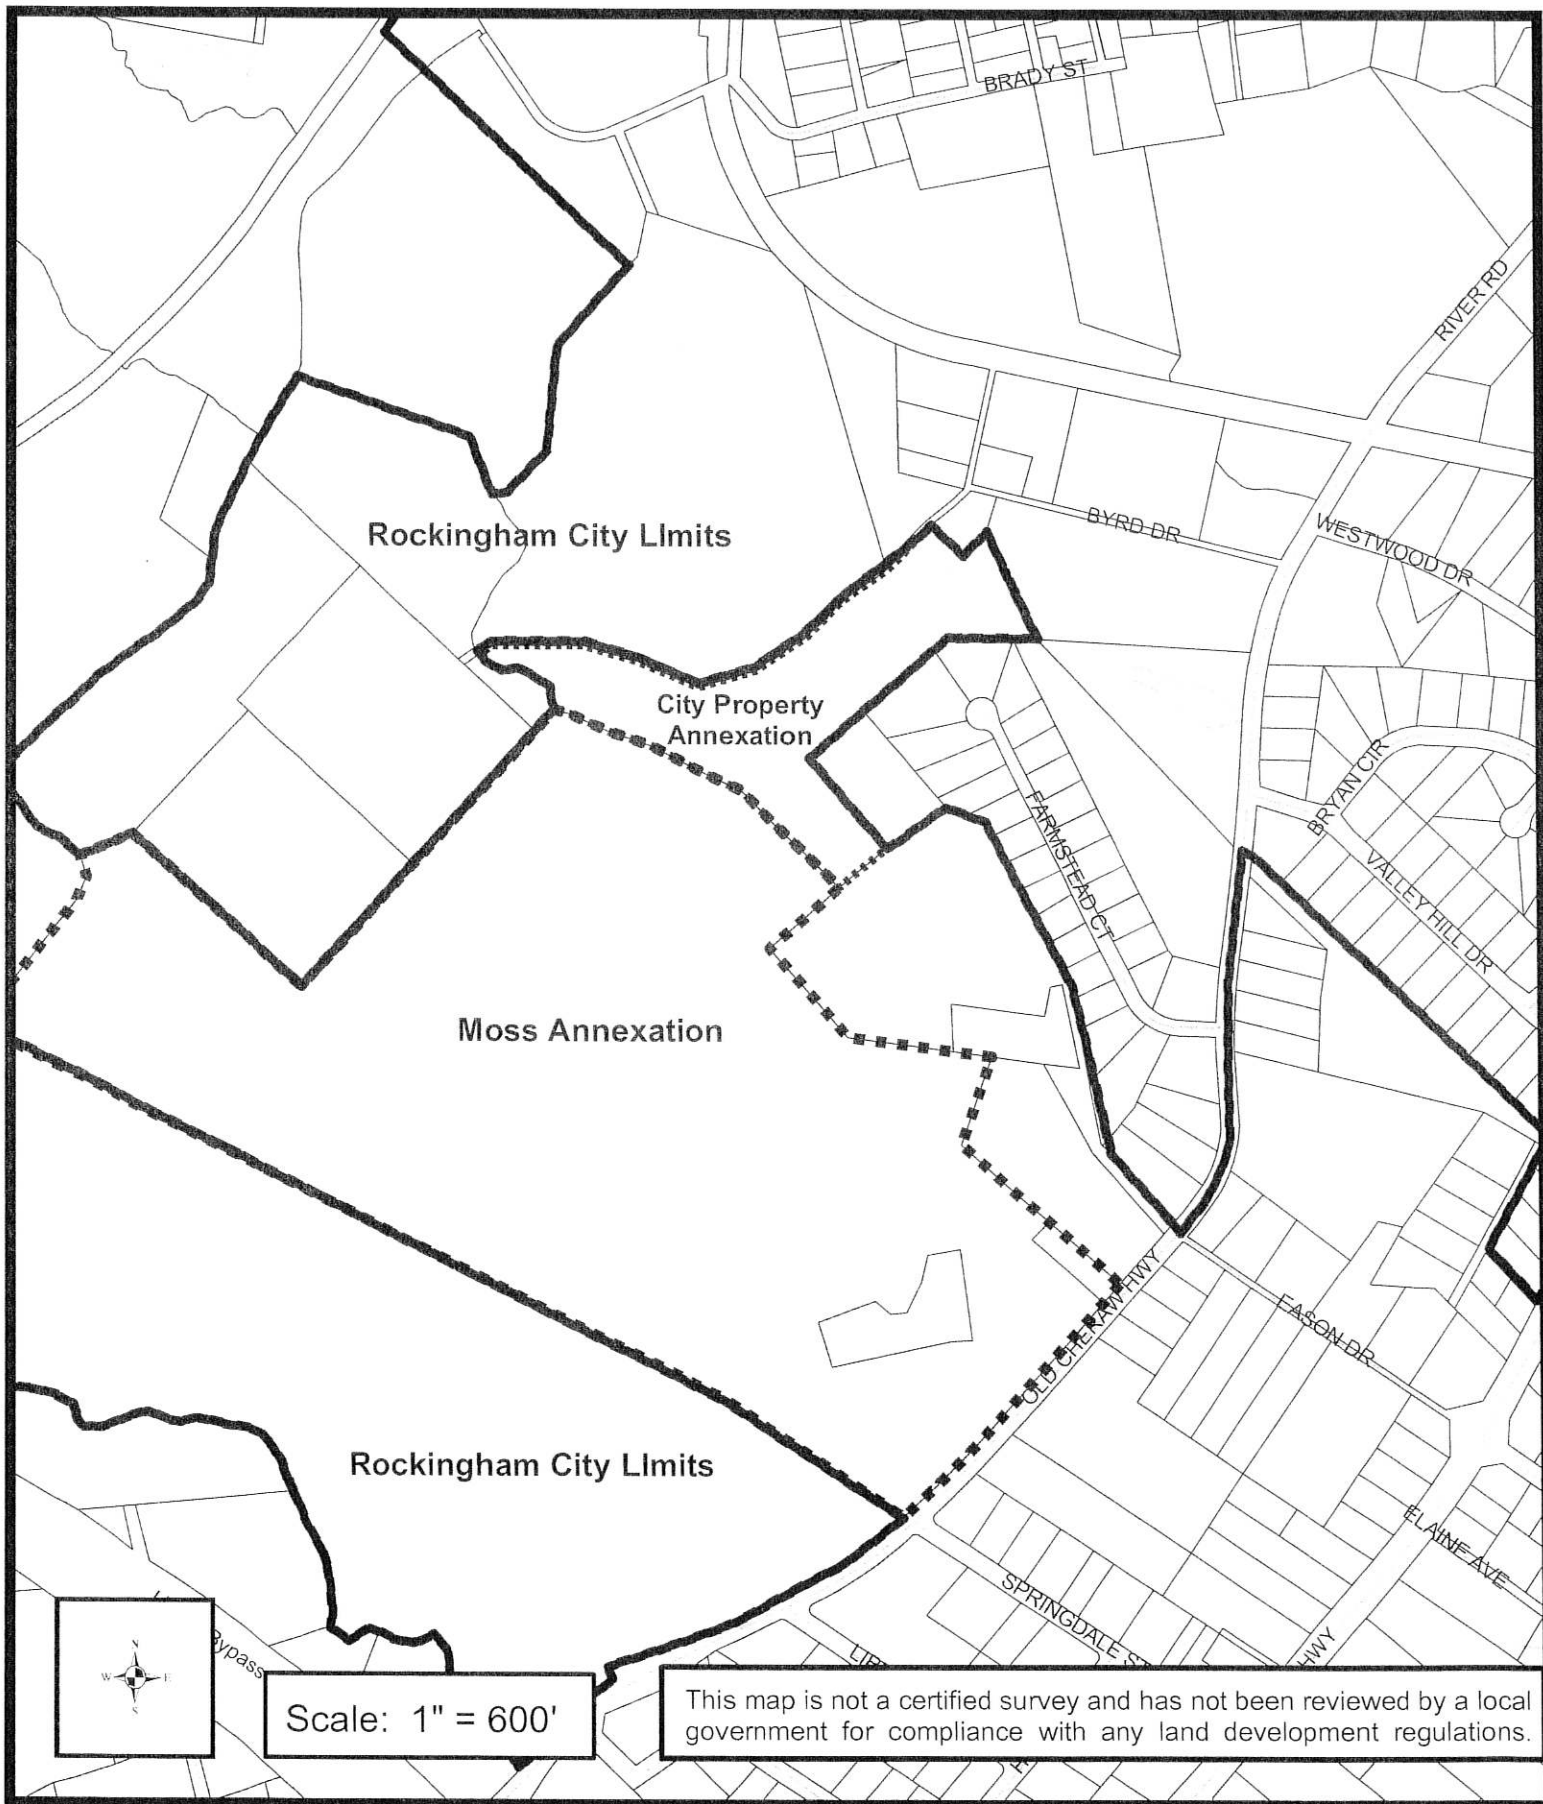 BRADY ST
RIVER RD
Rockingham City LImits
BYRD DR
WESTWOOD DR
City Property
Annexation
BRYAN CIR
FARMSTEAD CT
VALLEY HILL DR
Moss Annexation
OLD CHERAW HWY
EASON DR
Rockingham City LImits
ELAINE AVE
SPRINGDALE ST
HWY
Bypass
N
W E
S
Scale: 1" = 600'
This map is not a certified survey and has not been reviewed by a local
government for compliance with any land development regulations.